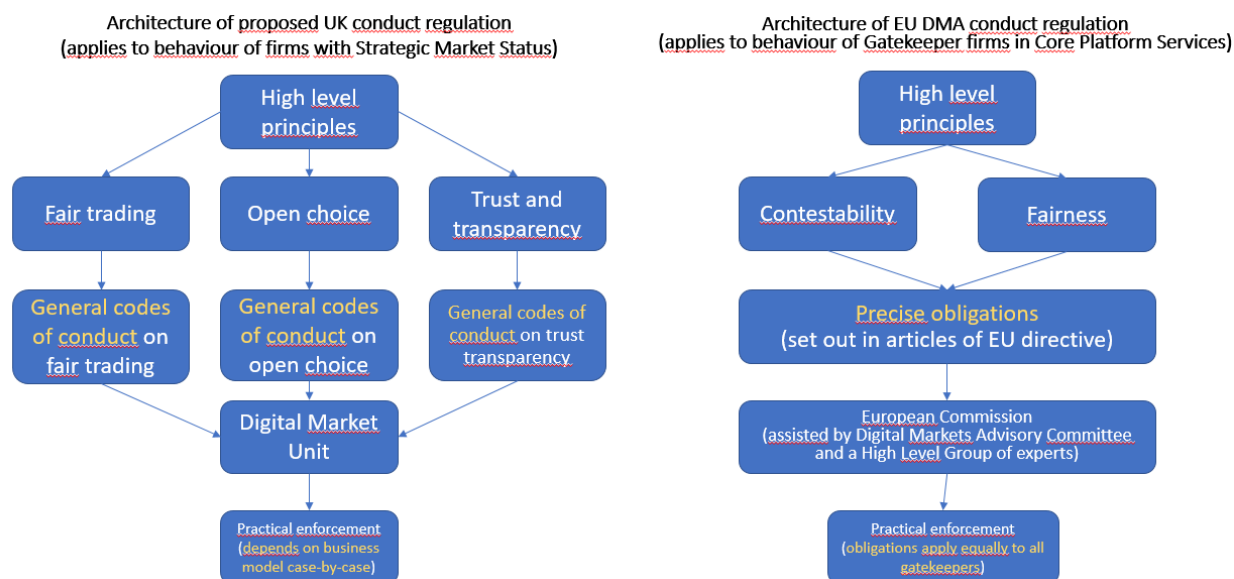 Architecture of proposed UK conduct regulation
(applies to behaviour of firms with Strategic Market Status)
High level
principles
Fair trading
Open choice
Trust and
transparency
General codes
of conduct on
fair trading
General codes
of conduct on
open choice
General codes of
conduct on trust
transparency
Digital Market
Unit
Practical enforcement
(depends on business
model case-by-case)
Architecture of EU DMA conduct regulation
(applies to behaviour of Gatekeeper firms in Core Platform Services)
High level
principles
Contestability
Fairness
Precise obligations
(set out in articles of EU directive)
European Commission
(assisted by Digital Markets Advisory Committee
and a High Level Group of experts)
Practical enforcement
(obligations apply equally to all
gatekeepers)